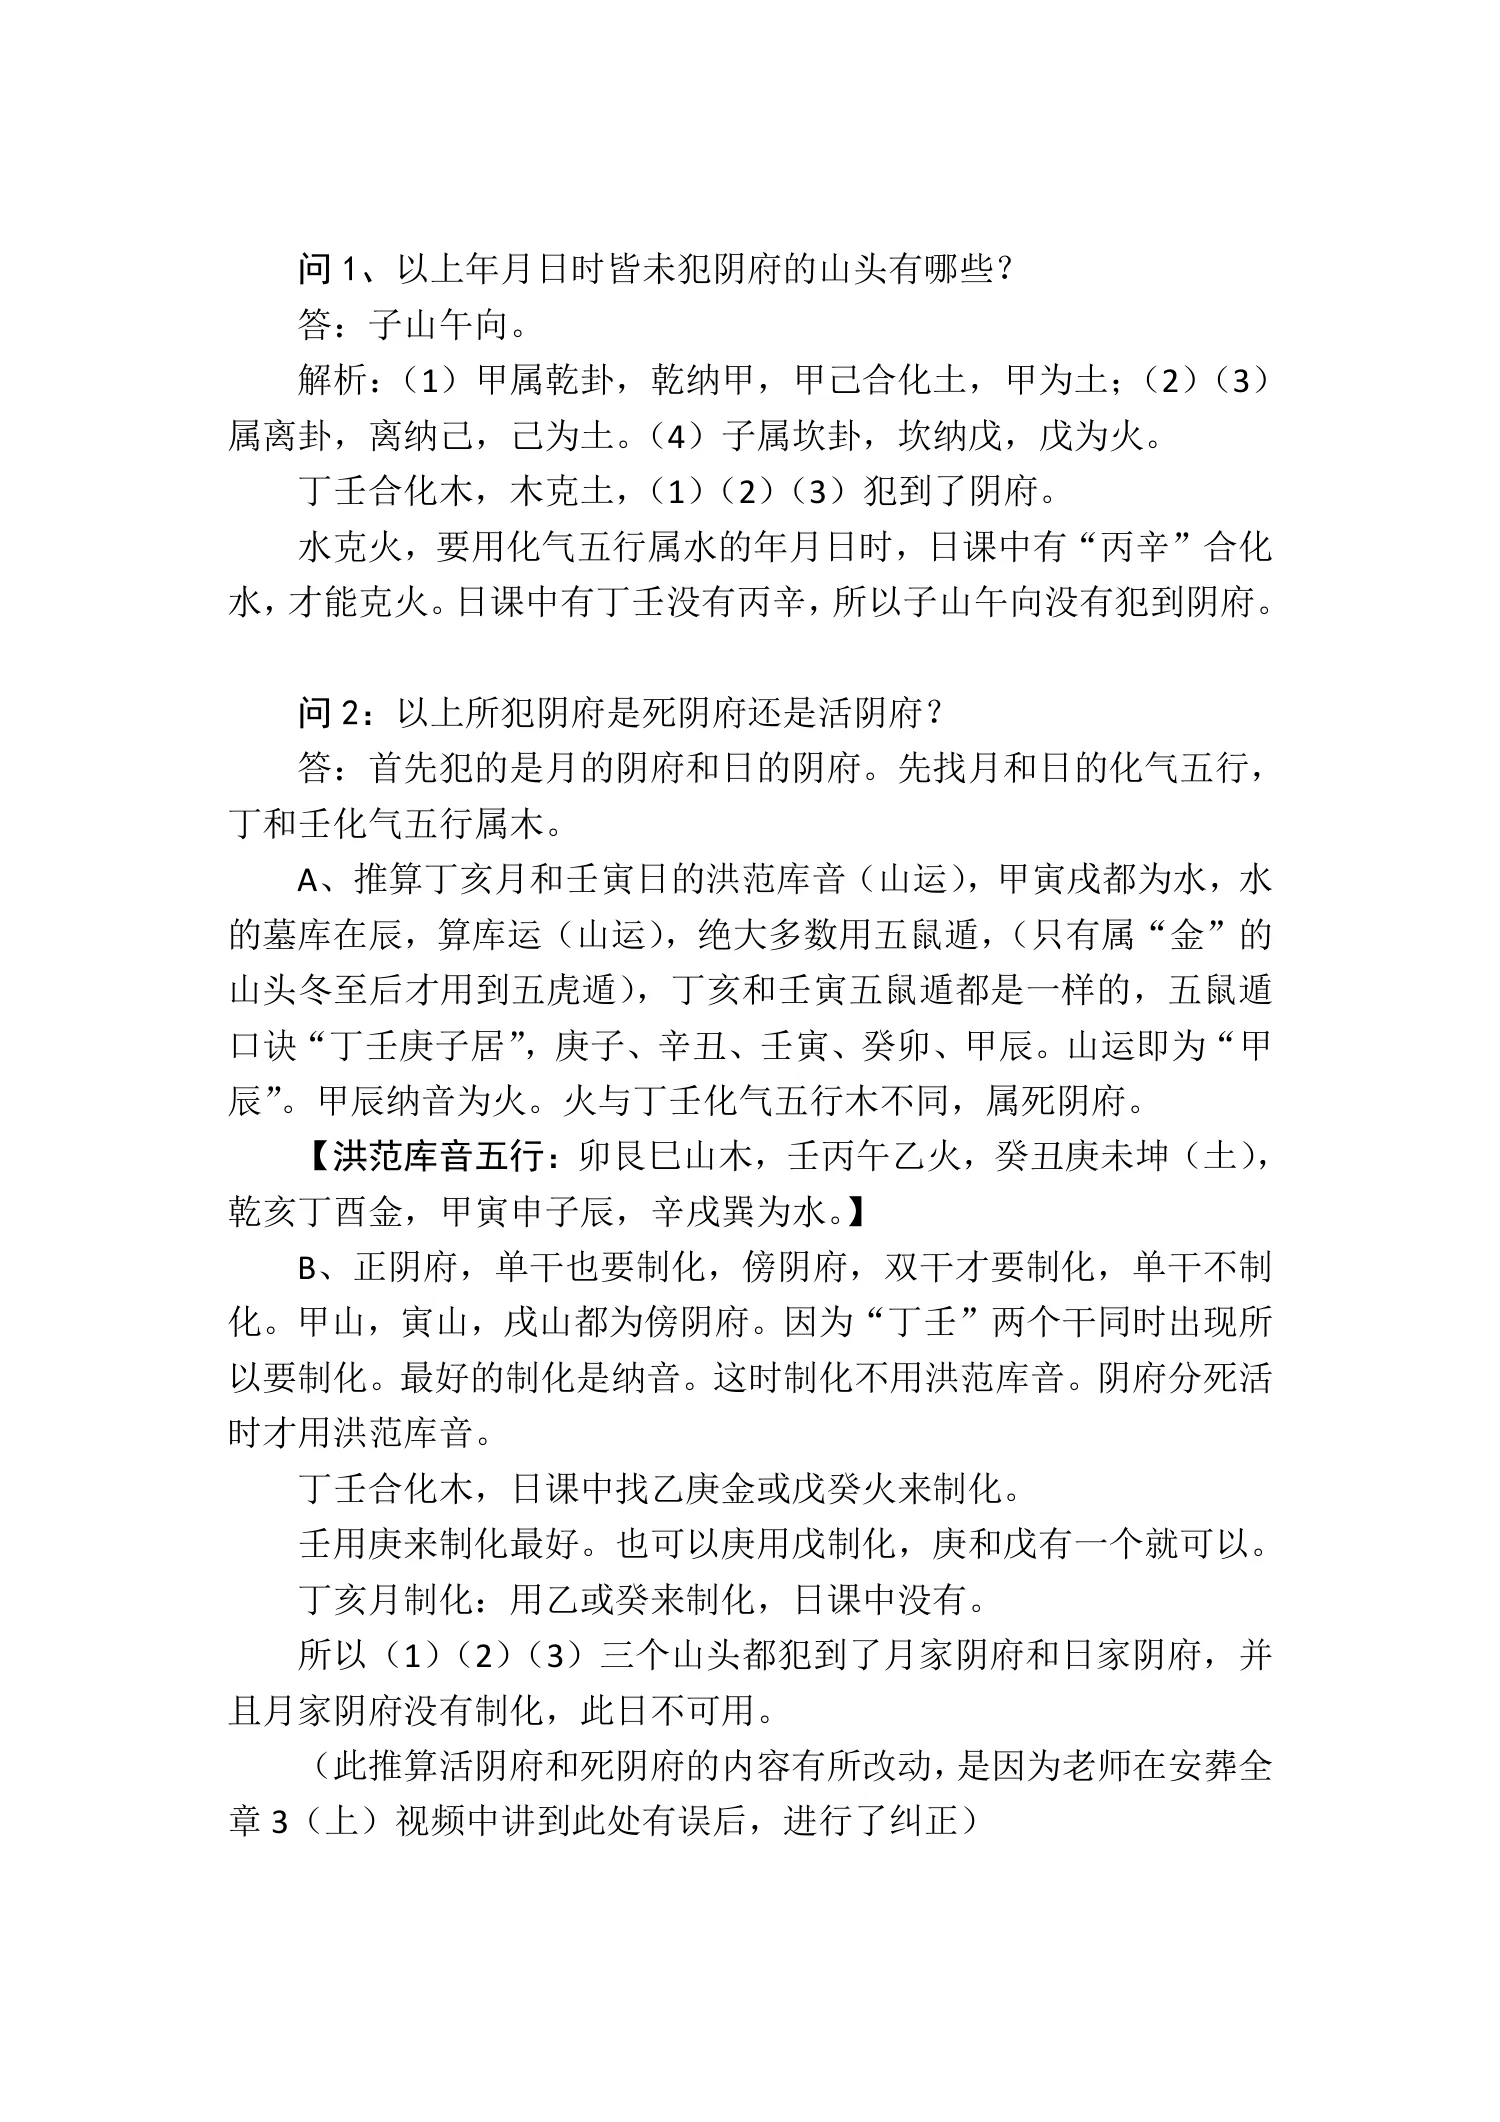 问1、以上年月日时皆未犯阴府的山头有哪些？
答：子山午向。
解析：（1）甲属乾卦，乾纳甲，甲己合化土，甲为土；（2）（3）
属离卦，离纳己，己为土。（4）子属坎卦，坎纳戊，戊为火。
丁壬合化木，木克土，（1）（2）（3）犯到了阴府。
水克火，要用化气五行属水的年月日时，日课中有“丙辛”合化
水，才能克火。日课中有丁壬没有丙辛，所以子山午向没有犯到阴府。
问2：以上所犯阴府是死阴府还是活阴府？
答：首先犯的是月的阴府和日的阴府。先找月和日的化气五行，
丁和壬化气五行属木。
A、推算丁亥月和壬寅日的洪范库音（山运），甲寅戌都为水，水
的墓库在辰，算库运（山运），绝大多数用五鼠遁，（只有属“金”的
山头冬至后才用到五虎遁），丁亥和壬寅五鼠遁都是一样的，五鼠遁
口诀“丁壬庚子居”，庚子、辛丑、壬寅、癸卯、甲辰。山运即为“甲
辰”。甲辰纳音为火。火与丁壬化气五行木不同，属死阴府。
【洪范库音五行：卯艮巳山木，壬丙午乙火，癸丑庚未坤（土），
乾亥丁酉金，甲寅申子辰，辛戌巽为水。】
B、正阴府，单干也要制化，傍阴府，双干才要制化，单干不制
化。甲山，寅山，戌山都为傍阴府。因为“丁壬”两个干同时出现所
以要制化。最好的制化是纳音。这时制化不用洪范库音。阴府分死活
时才用洪范库音。
丁壬合化木，日课中找乙庚金或戊癸火来制化。
壬用庚来制化最好。也可以庚用戊制化，庚和戊有一个就可以。
丁亥月制化：用乙或癸来制化，日课中没有。
所以（1）（2）（3）三个山头都犯到了月家阴府和日家阴府，并
且月家阴府没有制化，此日不可用。
（此推算活阴府和死阴府的内容有所改动，是因为老师在安葬全
章3（上）视频中讲到此处有误后，进行了纠正）